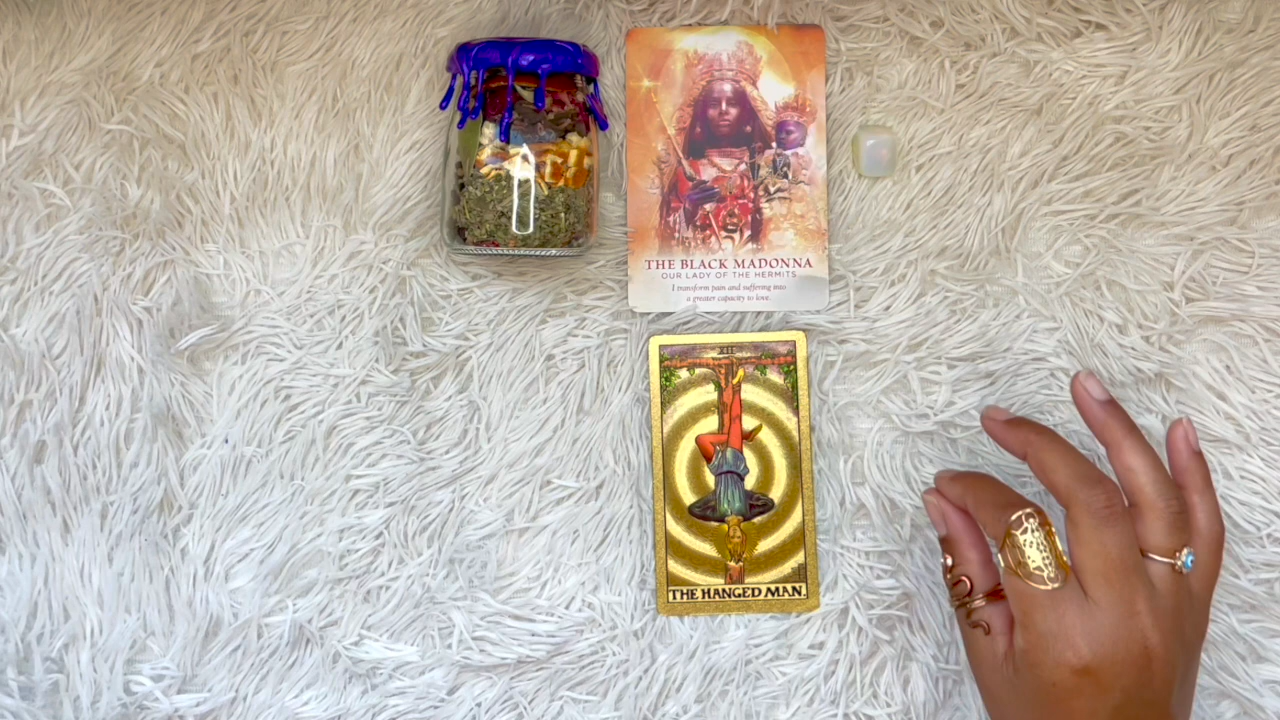 THE BLACK MADONNA
OUR LADY OF THE HERMITS
I transform pain and suffering into
a greater capacity to love.
XII
THE HANGED MAN.